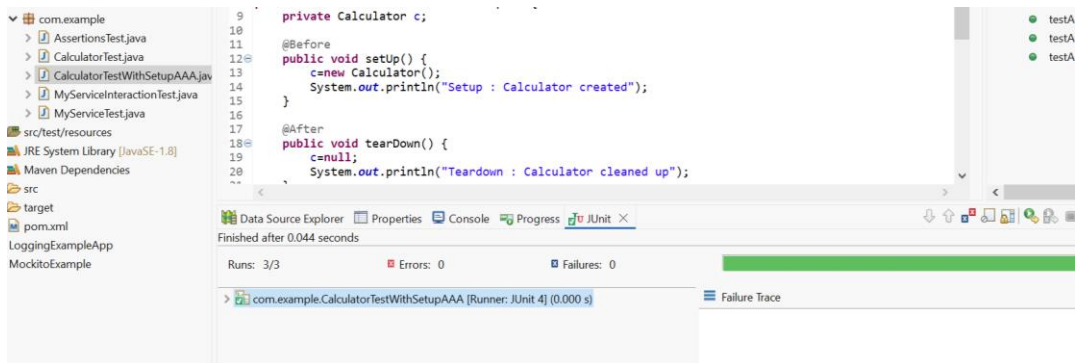 com.example
AssertionsTest.java
CalculatorTest.java
CalculatorTestWithSetupAAA.jav
MyServiceInteractionTest.java
MyServiceTest.java
src/test/resources
JRE System Library [JavaSE-1.8]
Maven Dependencies
src
target
pom.xml
LoggingExampleApp
MockitoExample
9 private Calculator c;
10
11 @Before
12 public void setUp() {
13 c=new Calculator();
14 System.out.println("Setup : Calculator created");
15 }
16
17 @After
18 public void tearDown() {
19 c=null;
20 System.out.println("Teardown : Calculator cleaned up");
testA
testA
testA
Data Source Explorer Properties Console Progress JUnit
Finished after 0.044 seconds
Runs: 3/3 Errors: 0 Failures: 0
com.example.CalculatorTestWithSetupAAA [Runner: JUnit 4] (0.000 s)
Failure Trace